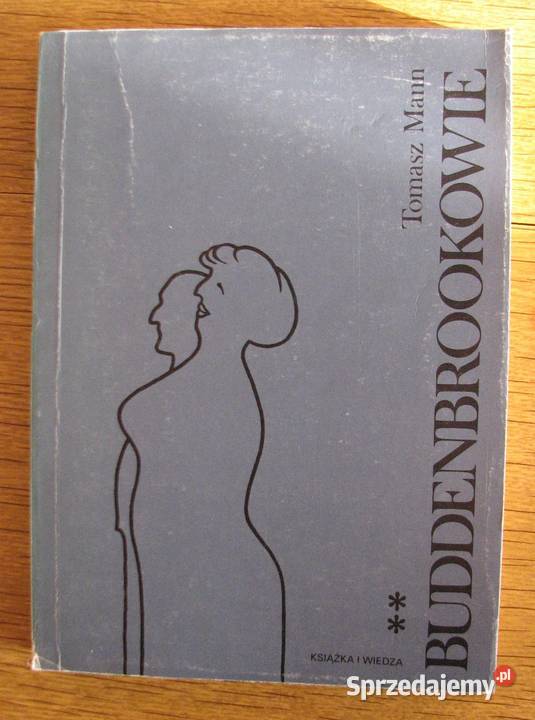 Tomasz Mann
BUDDENBROOKOWIE
**
KSIĄŻKA I WIEDZA
Sprzedajemy.pl